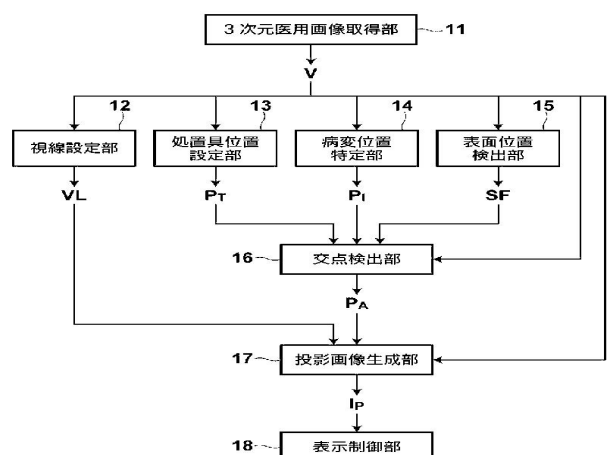 3次元医用画像取得部 11
V
12 13 14 15
視線設定部
処置具位置
設定部
病変位置
特定部
表面位置
検出部
VL PT PI SF
16 交点検出部
PA
17 投影画像生成部
IP
18 表示制御部